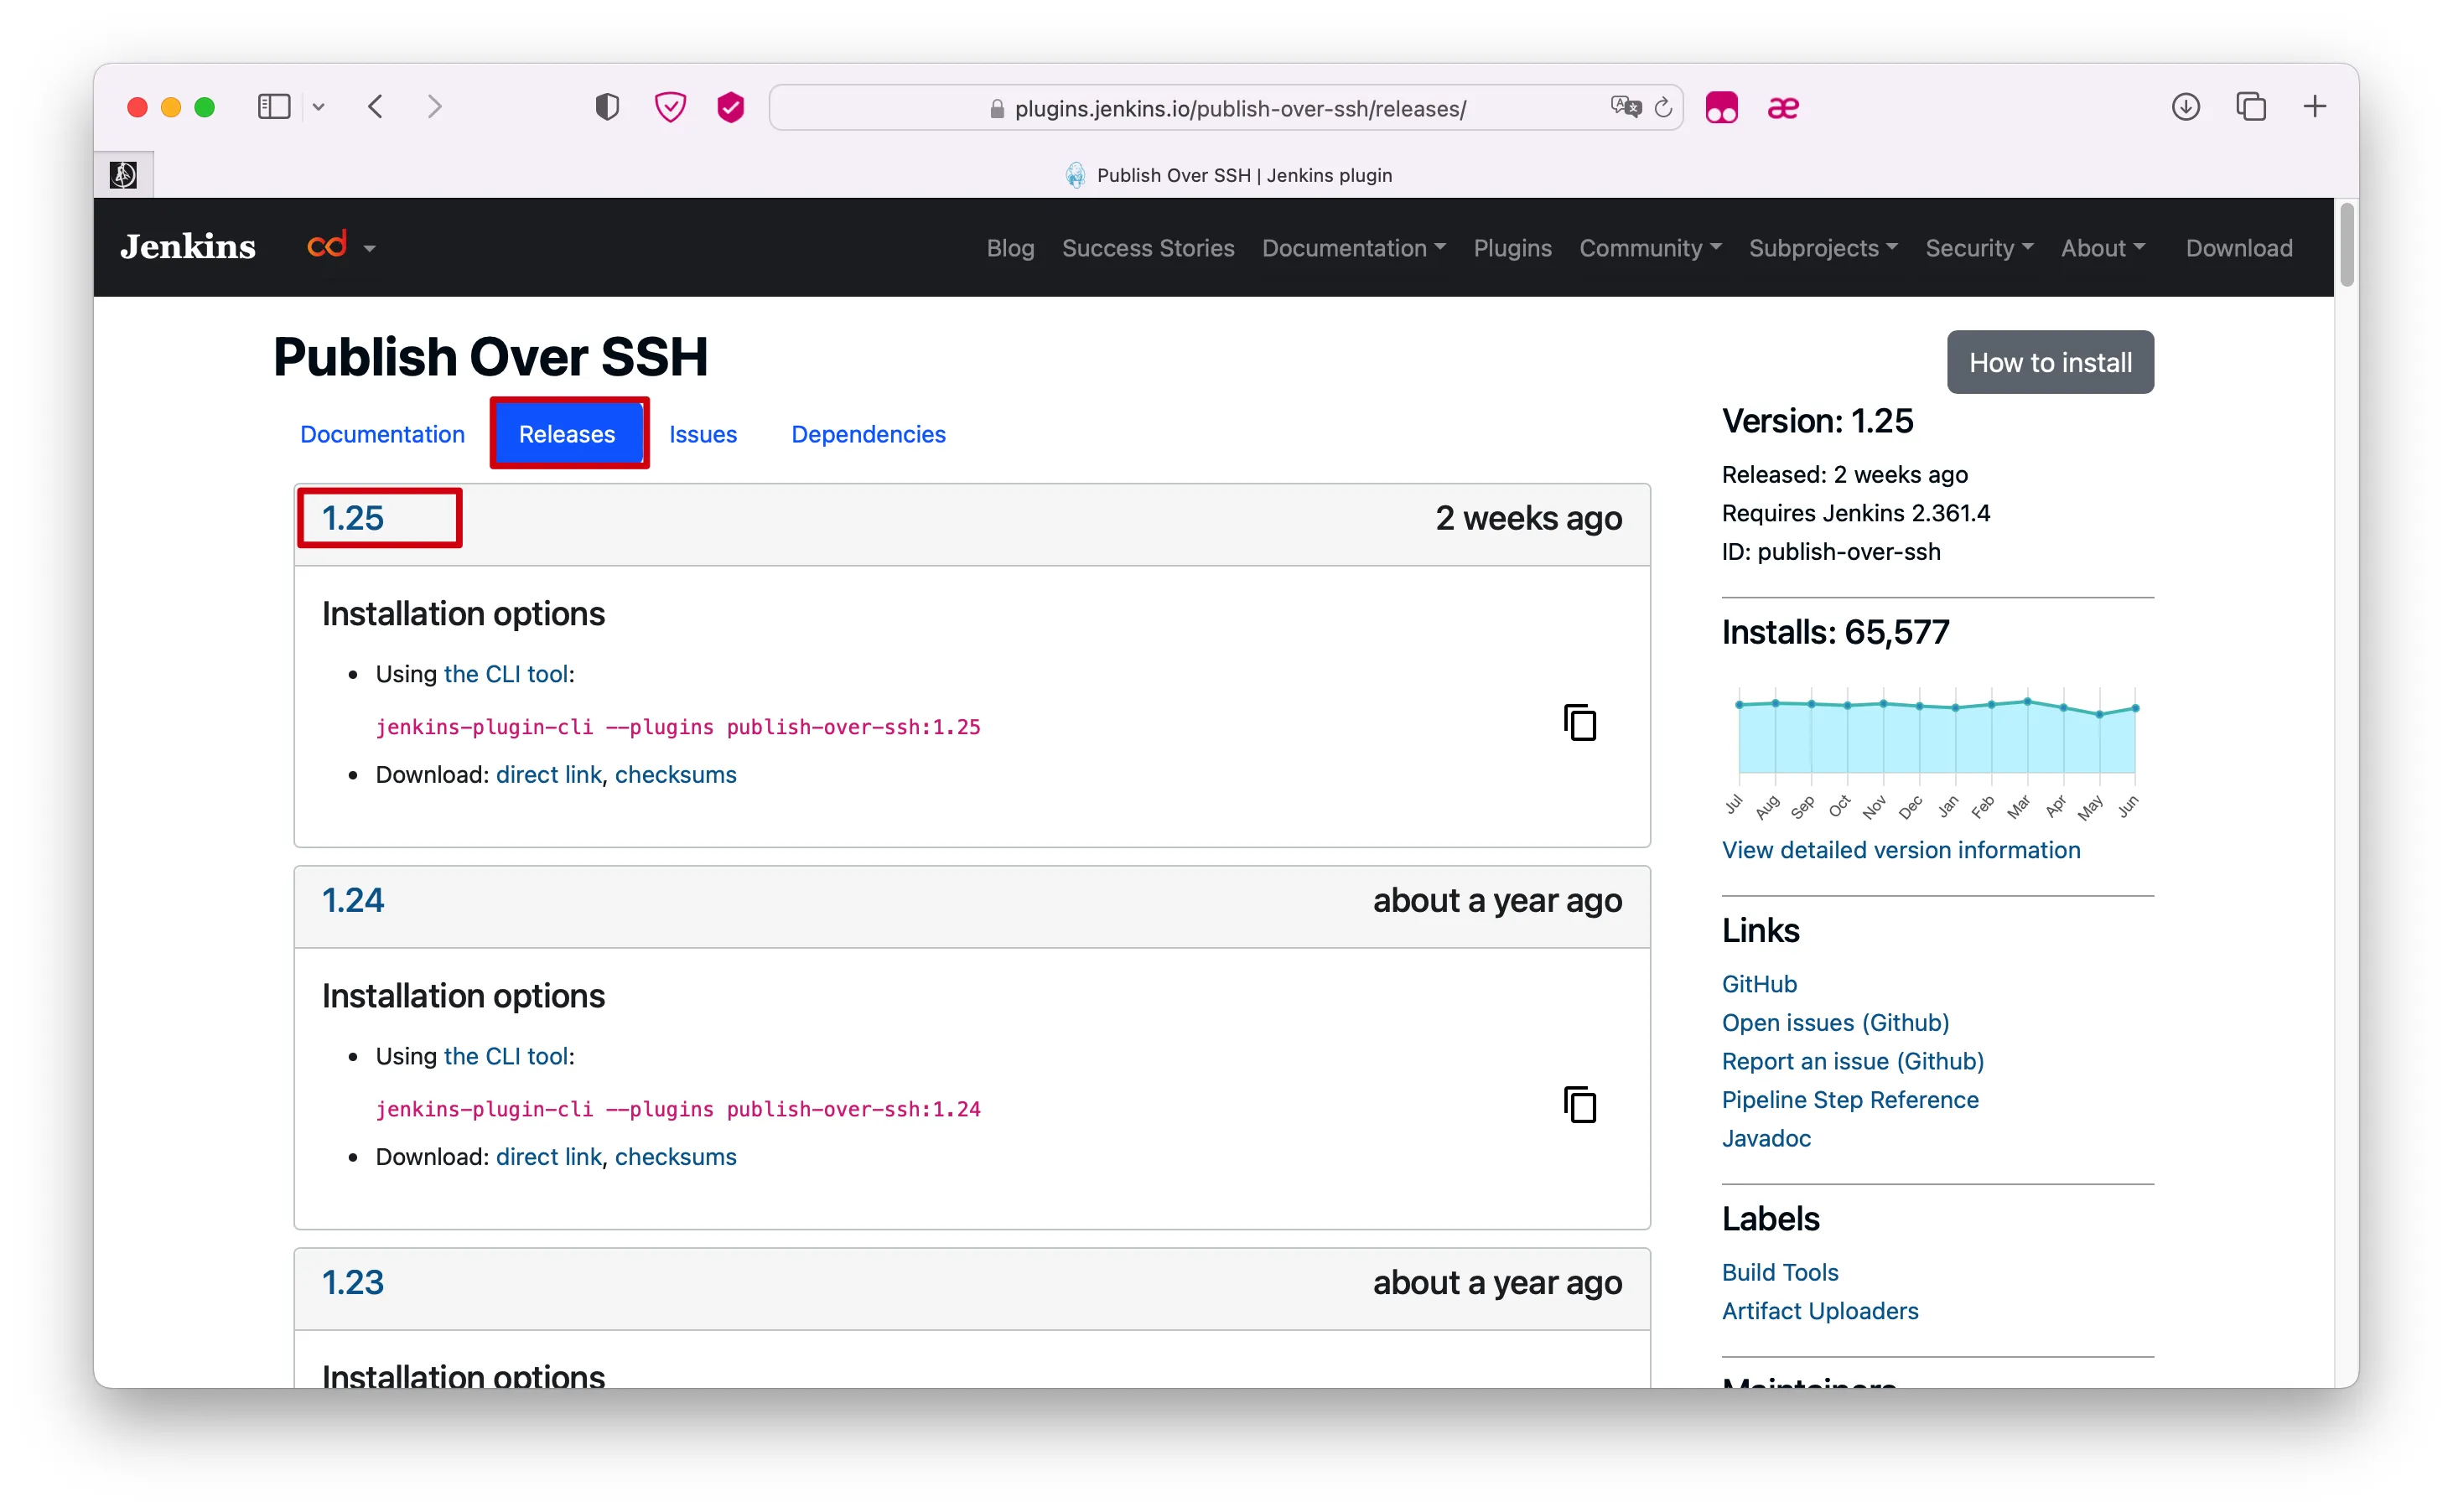 plugins.jenkins.io/publish-over-ssh/releases/
Publish Over SSH | Jenkins plugin
Jenkins
cd
Blog
Success Stories
Documentation
Plugins
Community
Subprojects
Security
About
Download
Publish Over SSH
How to install
Documentation
Releases
Issues
Dependencies
1.25
2 weeks ago
Installation options
• Using the CLI tool:
jenkins-plugin-cli --plugins publish-over-ssh:1.25
• Download: direct link, checksums
1.24
about a year ago
Installation options
• Using the CLI tool:
jenkins-plugin-cli --plugins publish-over-ssh:1.24
• Download: direct link, checksums
1.23
about a year ago
Installation options
Version: 1.25
Released: 2 weeks ago
Requires Jenkins 2.361.4
ID: publish-over-ssh
Installs: 65,577
Jul Aug Sep Oct Nov Dec Jan Feb Mar Apr May Jun
View detailed version information
Links
GitHub
Open issues (Github)
Report an issue (Github)
Pipeline Step Reference
Javadoc
Labels
Build Tools
Artifact Uploaders
Maintainers